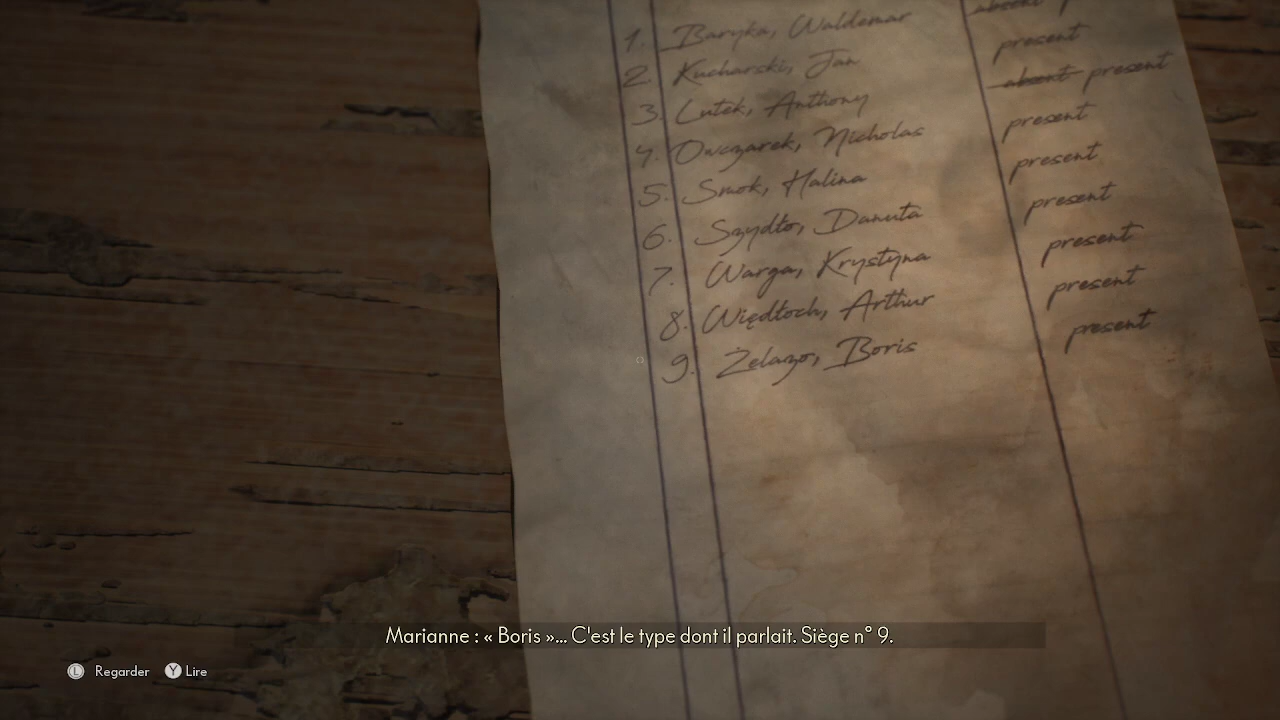 1. Baryka, Waldemar absent
2. Kucharski, Jan present
3. Lutek, Anthony absent present
4. Owczarek, Nicholas present
5. Smok, Halina present
6. Szydło, Danuta present
7. Warga, Krystyna present
8. Więdłoch, Arthur present
9. Żelazo, Boris present
Marianne : « Boris »... C'est le type dont il parlait. Siège n° 9.
L Regarder Y Lire